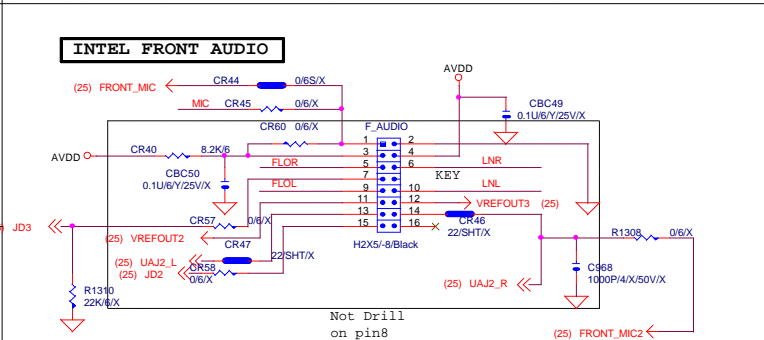 INTEL FRONT AUDIO
AVDD
(25) FRONT_MIC
CR44
0/6S/X
MIC
CR45
0/6/X
CBC49
0.1U/6/Y/25V/X
CR60
0/6/X
F_AUDIO
1
2
AVDD
CR40
8.2K/6
3
4
FLOR
5
6
LNR
CBC50
0.1U/6/Y/25V/X
7
KEY
FLOL
9
10
LNL
11
12
VREFOUT3 (25)
13
14
CR46
22/SHT/X
15
16
JD3
CR57
0/6/X
(25) VREFOUT2
CR47
22/SHT/X
H2X5/-8/Black
R1308
0/6/X
(25) UAJ2_L
(25) JD2
CR58
0/6/X
C968
1000P/4/X/50V/X
R1310
22K/6/X
(25) UAJ2_R
Not Drill
on pin8
(25) FRONT_MIC2